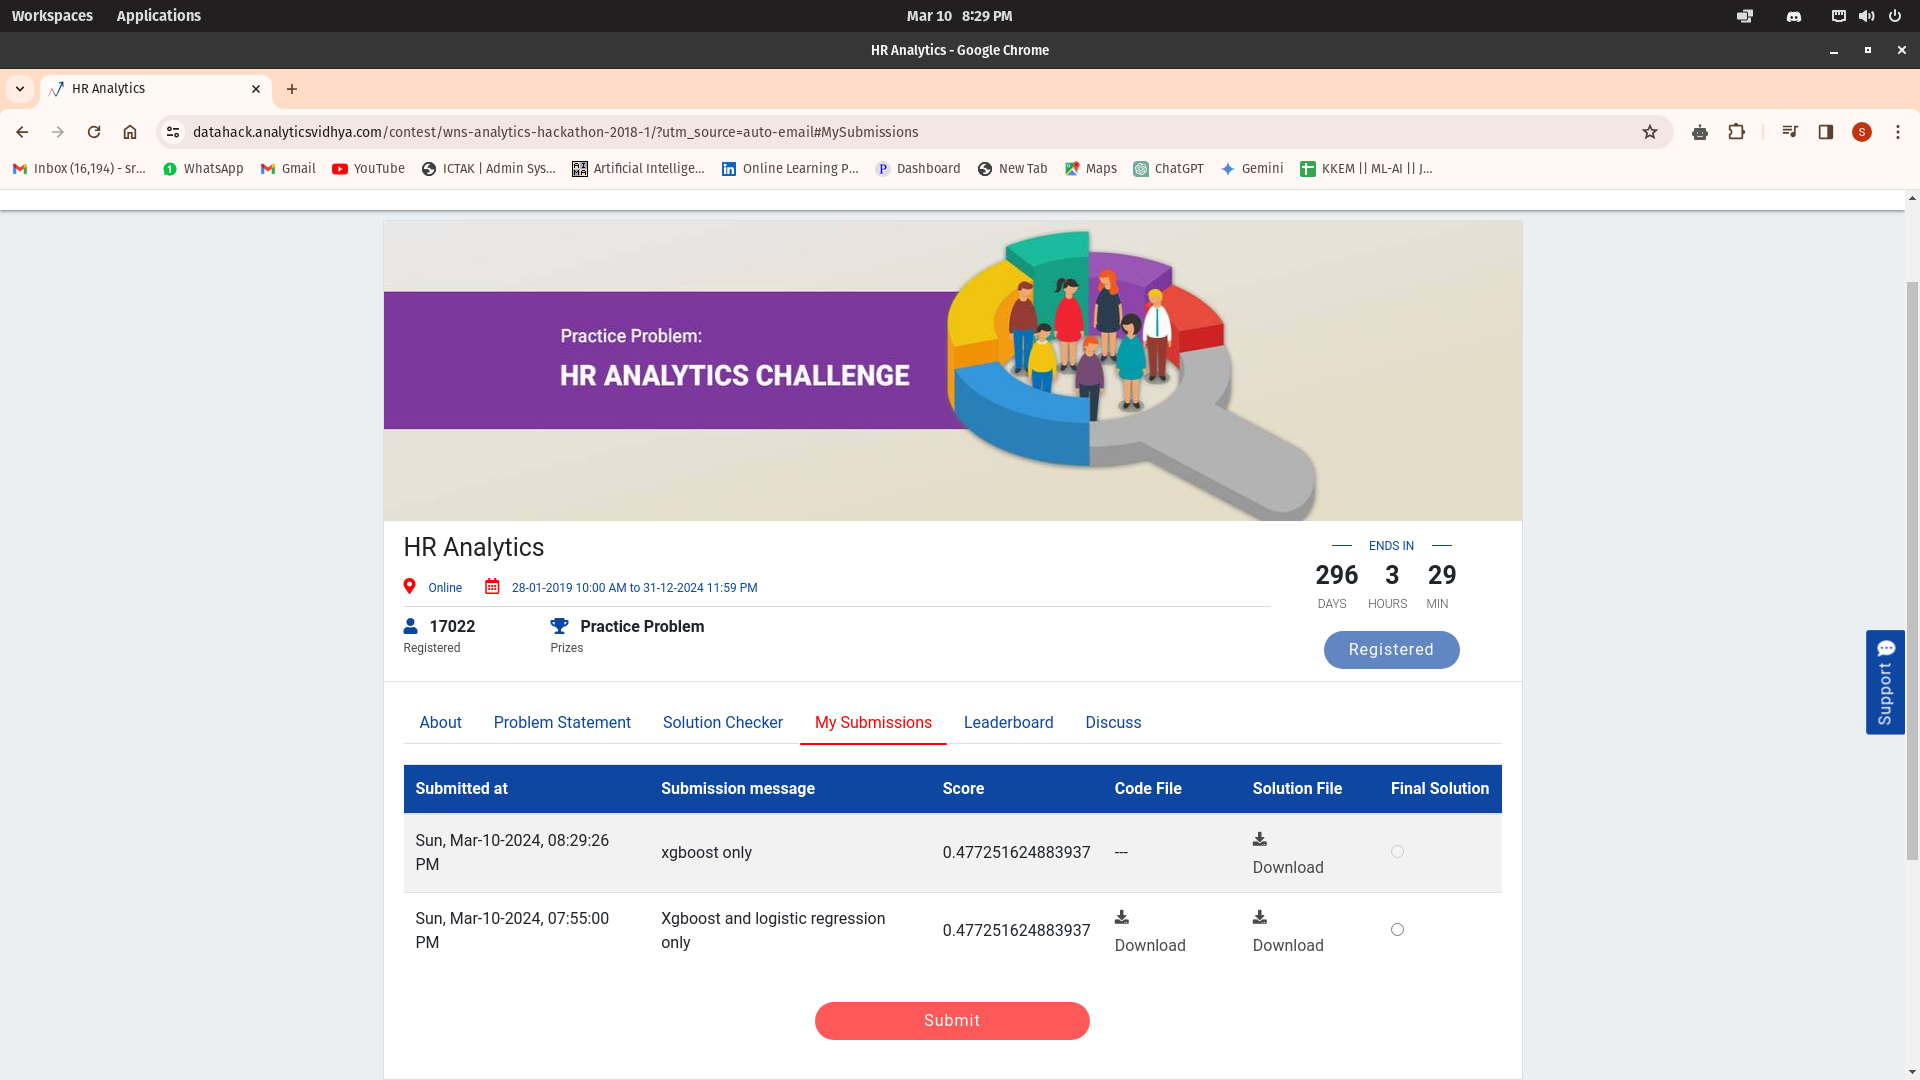 Workspaces Applications Mar 10 8:29 PM
HR Analytics - Google Chrome
HR Analytics
datahack.analyticsvidhya.com/contest/wns-analytics-hackathon-2018-1/?utm_source=auto-email#MySubmissions S
Inbox (16,194) - sr... 1 WhatsApp Gmail YouTube ICTAK | Admin Sys... AI MA Artificial Intellige... Online Learning P... P Dashboard New Tab Maps ChatGPT Gemini KKEM || ML-AI || J...
Practice Problem:
HR ANALYTICS CHALLENGE
HR Analytics
ENDS IN
296 3 29
DAYS HOURS MIN
Online 28-01-2019 10:00 AM to 31-12-2024 11:59 PM
17022 Practice Problem
Registered Prizes
Registered
Support
About Problem Statement Solution Checker My Submissions Leaderboard Discuss
Submitted at Submission message Score Code File Solution File Final Solution
Sun, Mar-10-2024, 08:29:26
PM
xgboost only 0.477251624883937 ---
Download
Sun, Mar-10-2024, 07:55:00
PM
Xgboost and logistic regression
only
0.477251624883937
Download Download
Submit